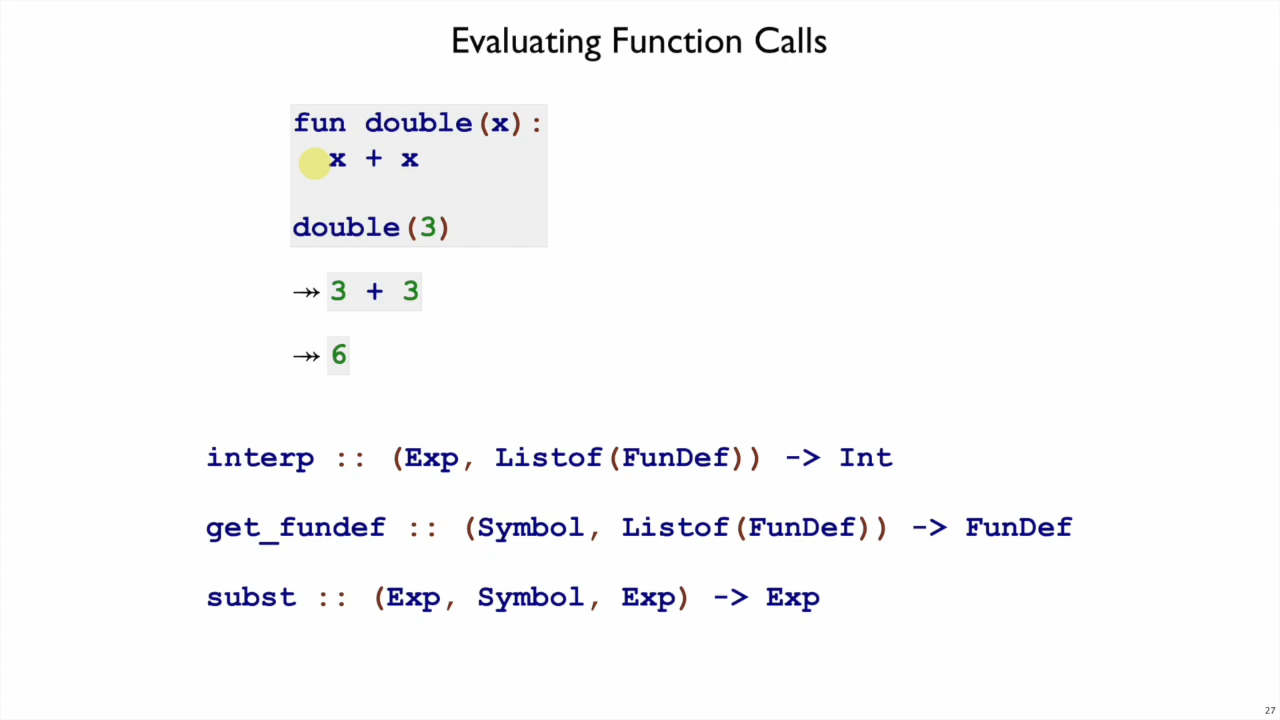 Evaluating Function Calls
fun double(x):
x + x
double(3)
↠ 3 + 3
↠ 6
interp :: (Exp, Listof(FunDef)) -> Int
get_fundef :: (Symbol, Listof(FunDef)) -> FunDef
subst :: (Exp, Symbol, Exp) -> Exp
27